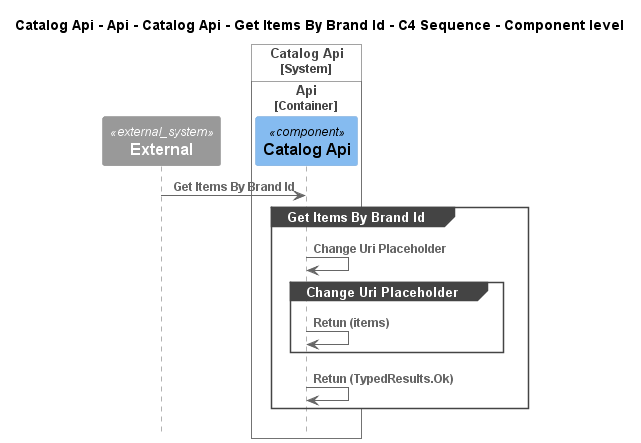 Catalog Api - Api - Catalog Api - Get Items By Brand Id - C4 Sequence - Component level
Catalog Api
[System]
Api
[Container]
«external_system»
External
«component»
Catalog Api
Get Items By Brand Id
Get Items By Brand Id
Change Uri Placeholder
Change Uri Placeholder
Retun (items)
Retun (TypedResults.Ok)